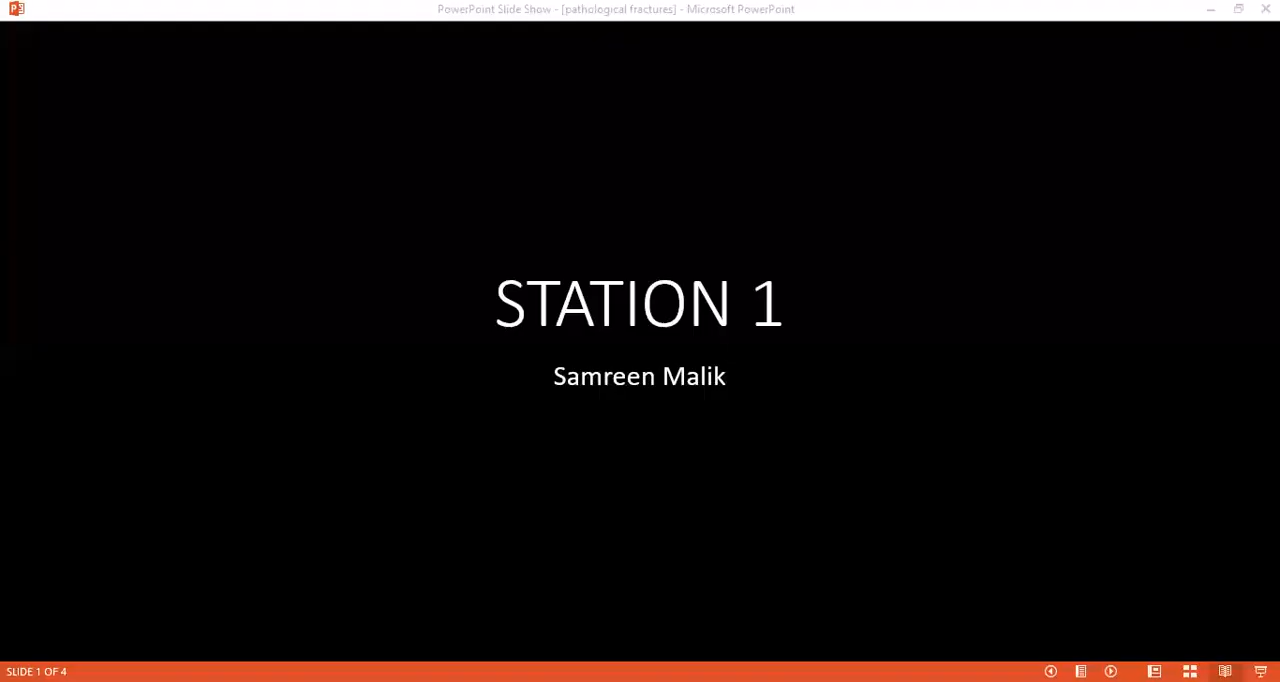 PowerPoint Slide Show - [pathological fractures] - Microsoft PowerPoint
STATION 1
Samreen Malik
SLIDE 1 OF 4